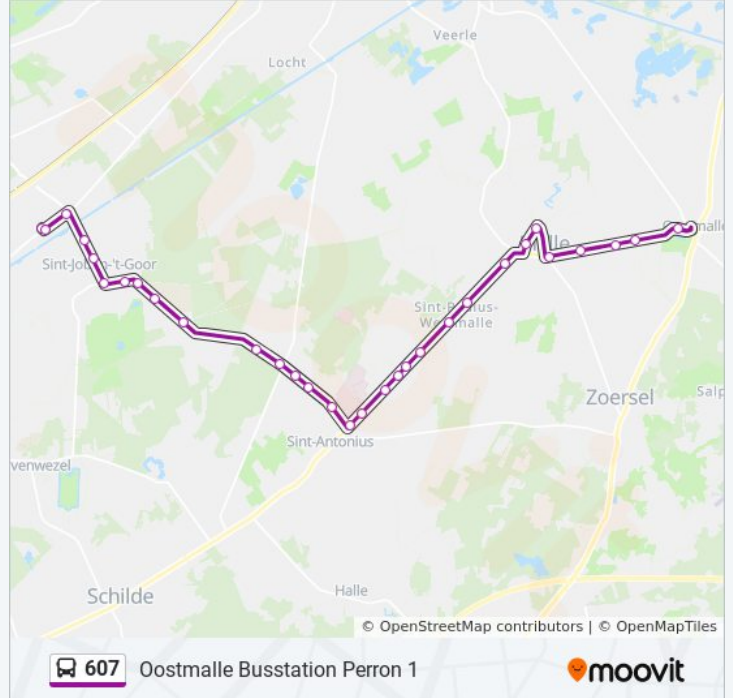 Veerle
Locht
Sint-Job-in-'t-Goor
Sint-Antonius
Zoersel
venwezel
Halle
Schilde
© OpenStreetMap contributors | © OpenMapTiles
607 Oostmalle Busstation Perron 1
moovit